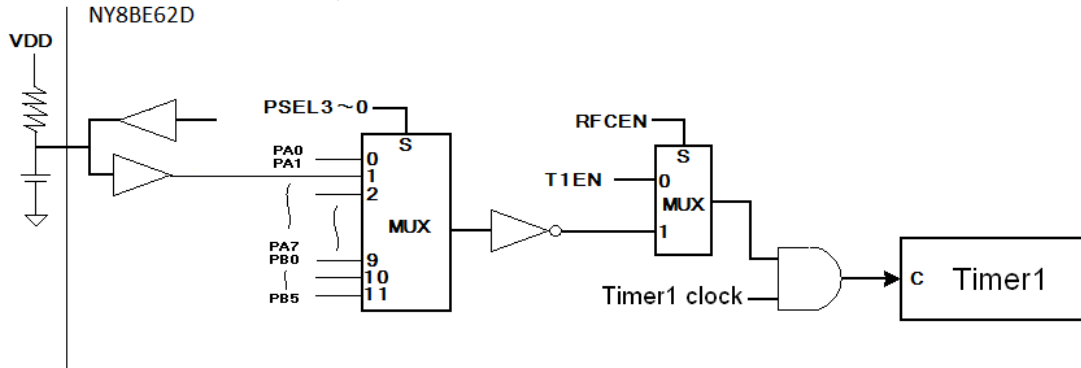 NY8BE62D
VDD
PSEL3~0
S
PA0
PA1
0
1
2
MUX
PA7
PB0
9
10
11
PB5
RFCEN
S
T1EN
0
MUX
1
Timer1 clock
C
Timer1